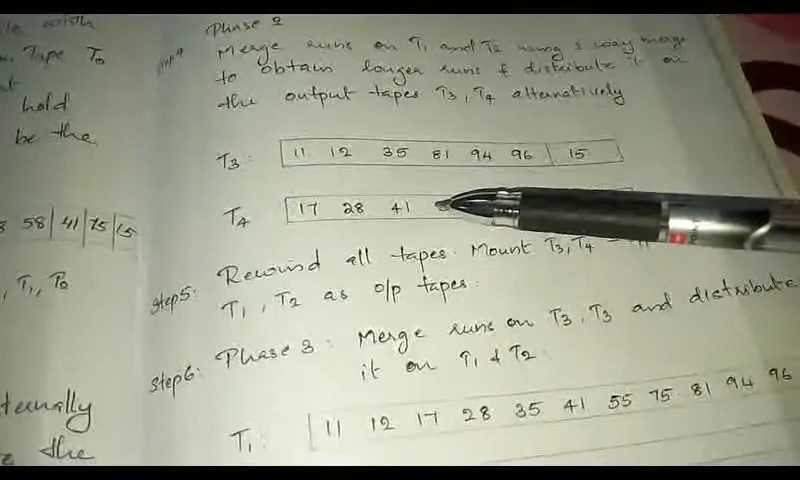 with
Tape T0
hold
be the
58 | 41 | 75 | 15
, T1, T2
ternally
the
Phase 2
Step4 Merge runs on T1 and T2 using 2 way merge
to obtain longer runs & distribute it on
the output tapes T3, T4 alternatively
T3: 11 12 35 81 94 96 | 15
T4 17 28 41
Step5: Rewind all tapes. Mount T3, T4
T1, T2 as o/p tapes.
Step6: Phase 3: Merge runs on T3, T3 and distribute
it on T1 & T2.
T1: 11 12 17 28 35 41 55 75 81 94 96